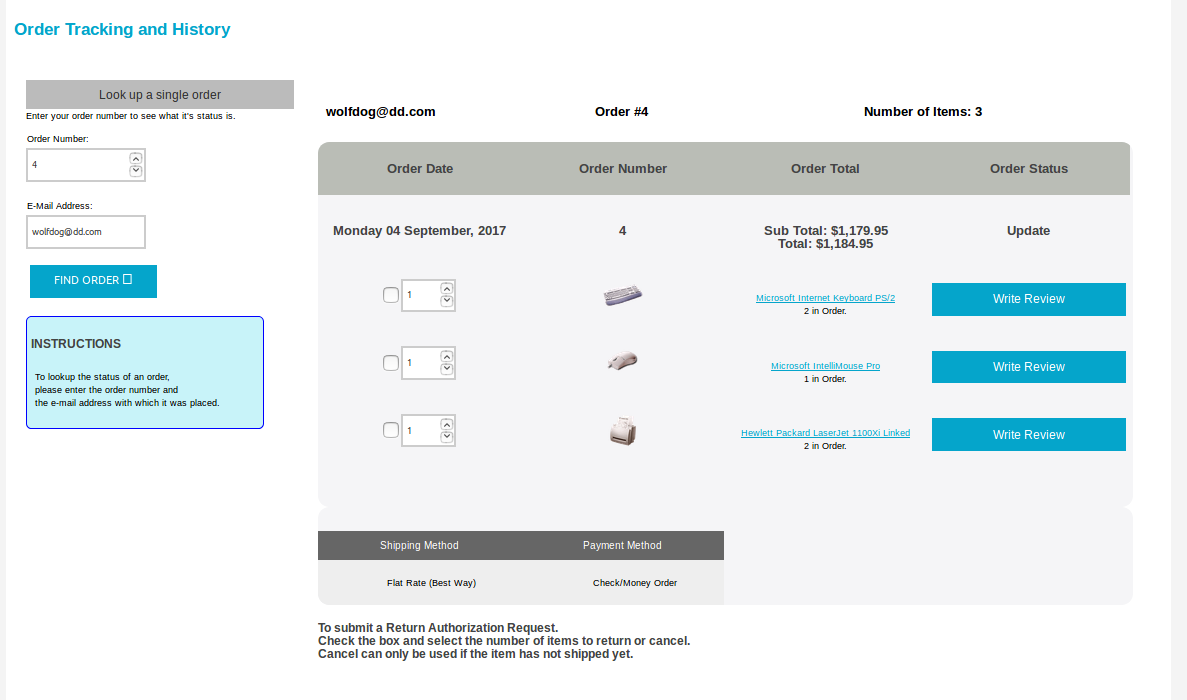 Order Tracking and History
Look up a single order
Enter your order number to see what it's status is.
Order Number:
4
E-Mail Address:
wolfdog@dd.com
FIND ORDER
INSTRUCTIONS
To lookup the status of an order,
please enter the order number and
the e-mail address with which it was placed.
wolfdog@dd.com Order #4 Number of Items: 3
Order Date Order Number Order Total Order Status
Monday 04 September, 2017 4 Sub Total: $1,179.95 Update
Total: $1,184.95
1 Microsoft Internet Keyboard PS/2 Write Review
2 in Order.
1 Microsoft IntelliMouse Pro Write Review
1 in Order.
1 Hewlett Packard LaserJet 1100Xi Linked Write Review
2 in Order.
Shipping Method Payment Method
Flat Rate (Best Way) Check/Money Order
To submit a Return Authorization Request.
Check the box and select the number of items to return or cancel.
Cancel can only be used if the item has not shipped yet.